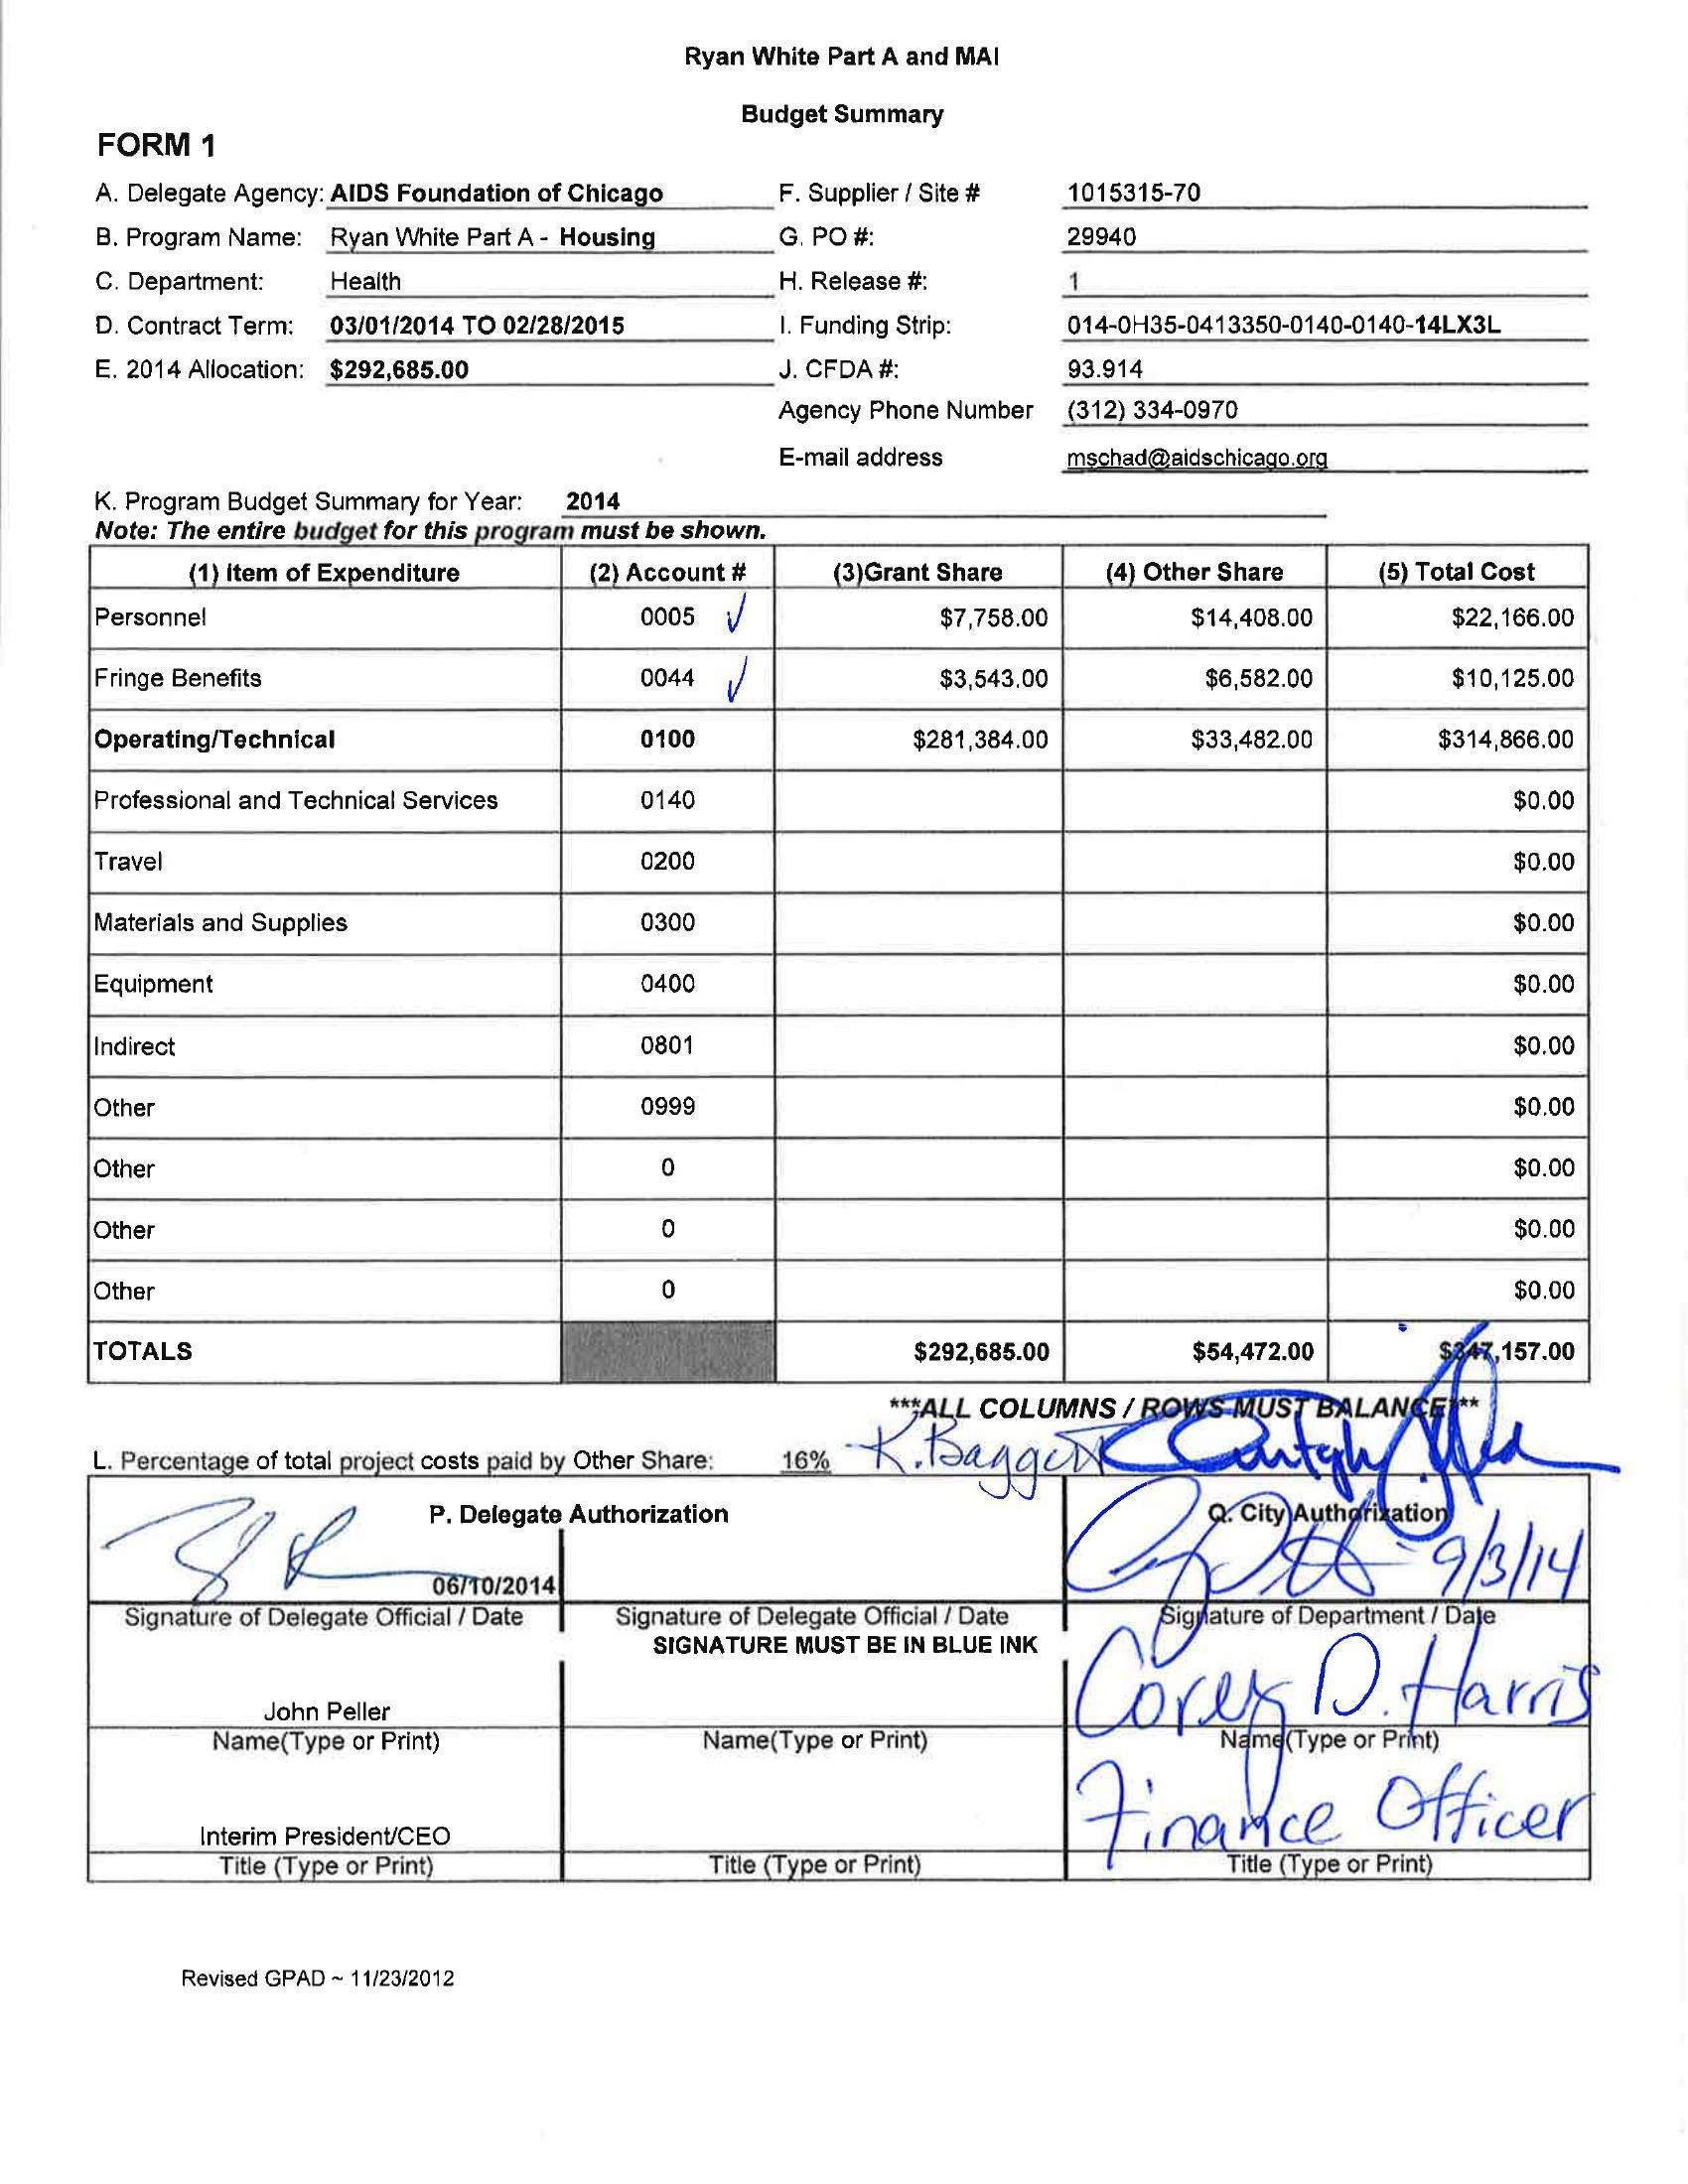 Ryan White Part A and MAI
Budget Summary
FORM 1
A. Delegate Agency: AIDS Foundation of Chicago F. Supplier / Site # 1015315-70
B. Program Name: Ryan White Part A - Housing G. PO #: 29940
C. Department: Health H. Release #: 1
D. Contract Term: 03/01/2014 TO 02/28/2015 I. Funding Strip: 014-0H35-0413350-0140-0140-14LX3L
E. 2014 Allocation: $292,685.00 J. CFDA #: 93.914
Agency Phone Number (312) 334-0970
E-mail address mschad@aidschicago.org
K. Program Budget Summary for Year: 2014
Note: The entire budget for this program must be shown.
(1) Item of Expenditure (2) Account # (3)Grant Share (4) Other Share (5) Total Cost
Personnel 0005 $7,758.00 $14,408.00 $22,166.00
Fringe Benefits 0044 $3,543.00 $6,582.00 $10,125.00
Operating/Technical 0100 $281,384.00 $33,482.00 $314,866.00
Professional and Technical Services 0140 $0.00
Travel 0200 $0.00
Materials and Supplies 0300 $0.00
Equipment 0400 $0.00
Indirect 0801 $0.00
Other 0999 $0.00
Other 0 $0.00
Other 0 $0.00
Other 0 $0.00
TOTALS $292,685.00 $54,472.00 $347,157.00
***ALL COLUMNS / ROWS MUST BALANCE***
L. Percentage of total project costs paid by Other Share: 16% K. Baggett
P. Delegate Authorization Q. City Authorization
06/10/2014 9/3/14
Signature of Delegate Official / Date Signature of Delegate Official / Date Signature of Department / Date
SIGNATURE MUST BE IN BLUE INK
John Peller Corey D. Harris
Name(Type or Print) Name(Type or Print) Name(Type or Print)
Interim President/CEO Finance Officer
Title (Type or Print) Title (Type or Print) Title (Type or Print)
Revised GPAD ~ 11/23/2012